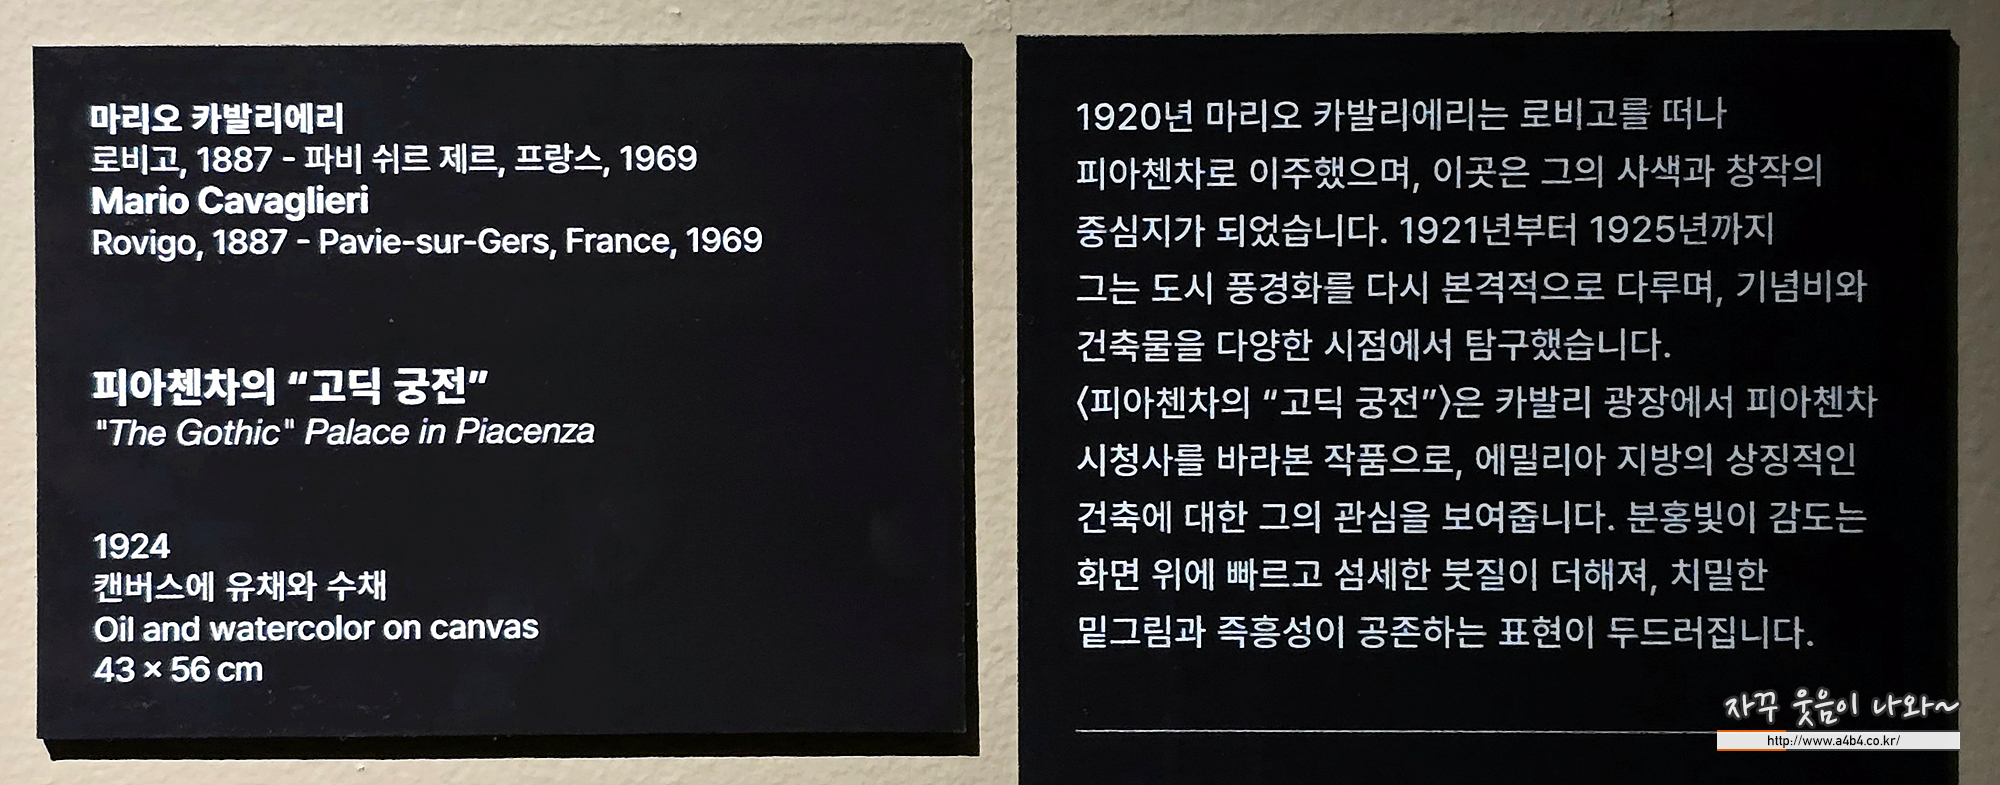 마리오 카발리에리
로비고, 1887 - 파비 쉬르 제르, 프랑스, 1969
Mario Cavaglieri
Rovigo, 1887 - Pavie-sur-Gers, France, 1969
피아첸차의 “고딕 궁전”
"The Gothic" Palace in Piacenza
1924
캔버스에 유채와 수채
Oil and watercolor on canvas
43 × 56 cm
1920년 마리오 카발리에리는 로비고를 떠나
피아첸차로 이주했으며, 이곳은 그의 사색과 창작의
중심지가 되었습니다. 1921년부터 1925년까지
그는 도시 풍경화를 다시 본격적으로 다루며, 기념비와
건축물을 다양한 시점에서 탐구했습니다.
〈피아첸차의 “고딕 궁전”〉은 카발리 광장에서 피아첸차
시청사를 바라본 작품으로, 에밀리아 지방의 상징적인
건축에 대한 그의 관심을 보여줍니다. 분홍빛이 감도는
화면 위에 빠르고 섬세한 붓질이 더해져, 치밀한
밑그림과 즉흥성이 공존하는 표현이 두드러집니다.
자꾸 웃음이 나와~
http://www.a4b4.co.kr/